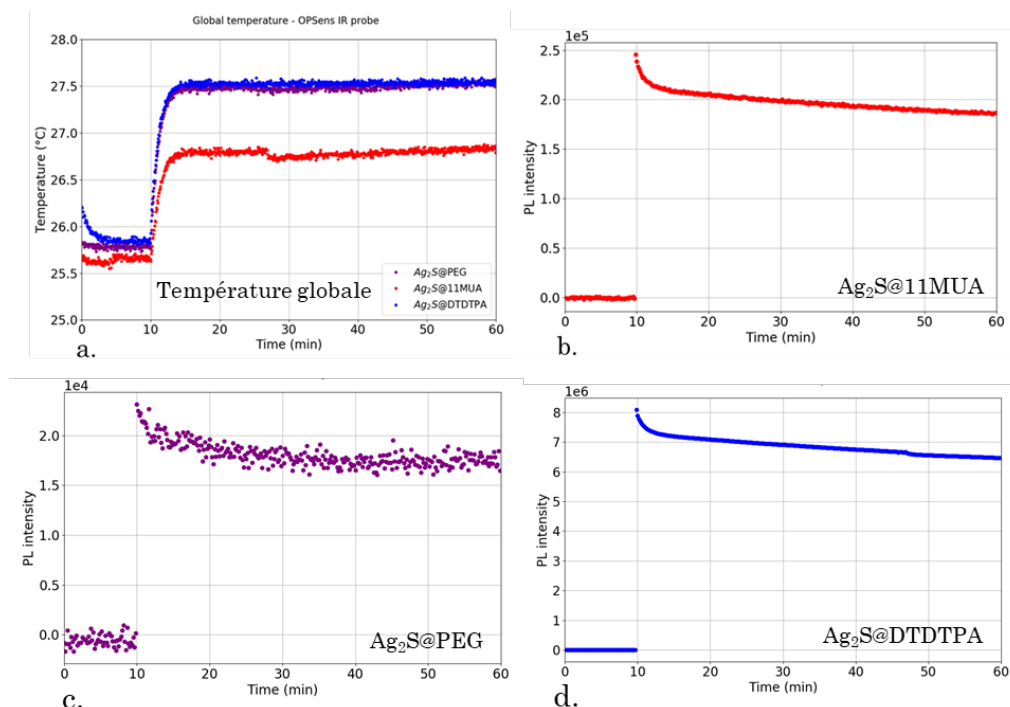 Global temperature - OPSens IR probe
28.0
27.5
27.0
26.5
26.0
25.5
25.0
Temperature (°C)
Ag₂S@PEG
Ag₂S@11MUA
Ag₂S@DTDTPA
Température globale
0 10 20 30 40 50 60
Time (min)
a.
1e5
2.5
2.0
1.5
1.0
0.5
0.0
PL intensity
Ag₂S@11MUA
0 10 20 30 40 50 60
Time (min)
b.
1e4
2.0
1.5
1.0
0.5
0.0
PL intensity
Ag₂S@PEG
0 10 20 30 40 50 60
Time (min)
c.
1e6
8
7
6
5
4
3
2
1
0
PL intensity
Ag₂S@DTDTPA
0 10 20 30 40 50 60
Time (min)
d.